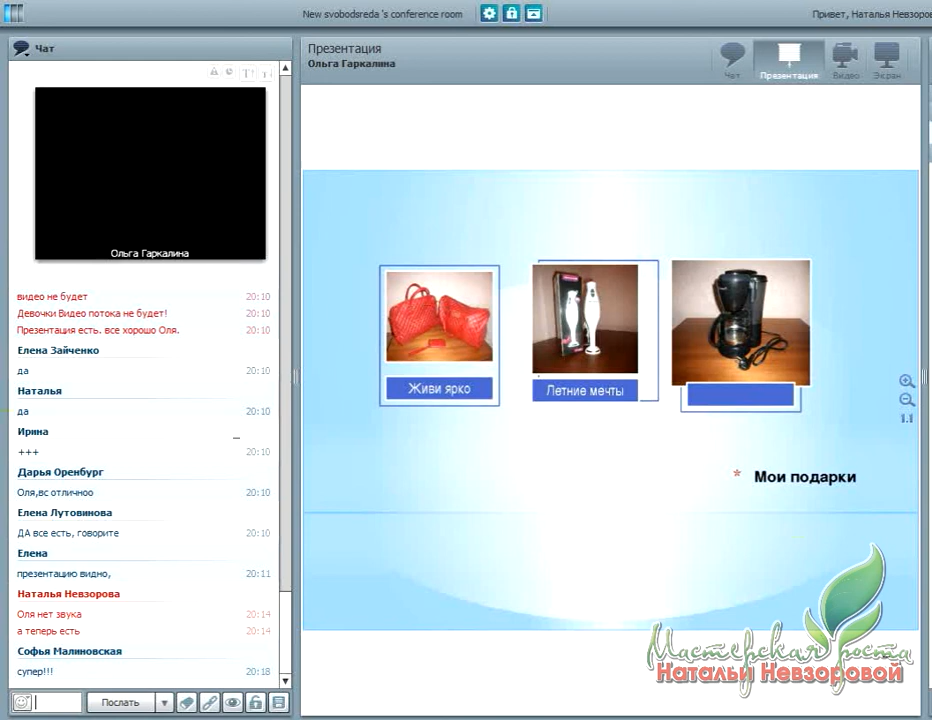 New svobodsreda 's conference room
Привет, Наталья Невзоров
Чат
Ольга Гаркалина
видео не будет 20:10
Девочки Видео потока не будет! 20:10
Презентация есть. все хорошо Оля. 20:10
Елена Зайченко
да 20:10
Наталья
да 20:10
Ирина
+++ 20:10
Дарья Оренбург
Оля,вс отличноо 20:10
Елена Лутовинова
ДА все есть, говорите 20:10
Елена
презентацию видно, 20:11
Наталья Невзорова
Оля нет звука 20:14
а теперь есть 20:14
Софья Малиновская
супер!!! 20:18
Послать
Презентация
Ольга Гаркалина
Чат
Презентация
Видео
Экран
Живи ярко
Летние мечты
* Мои подарки
1:1
Мастерская роста
Натальи Невзоровой